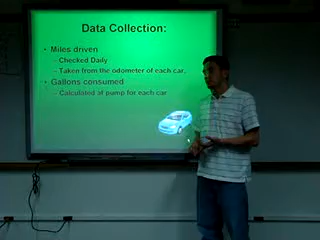 Data Collection:
• Miles driven
– Checked Daily
– Taken from the odometer of each car.
• Gallons consumed
– Calculated at pump for each car